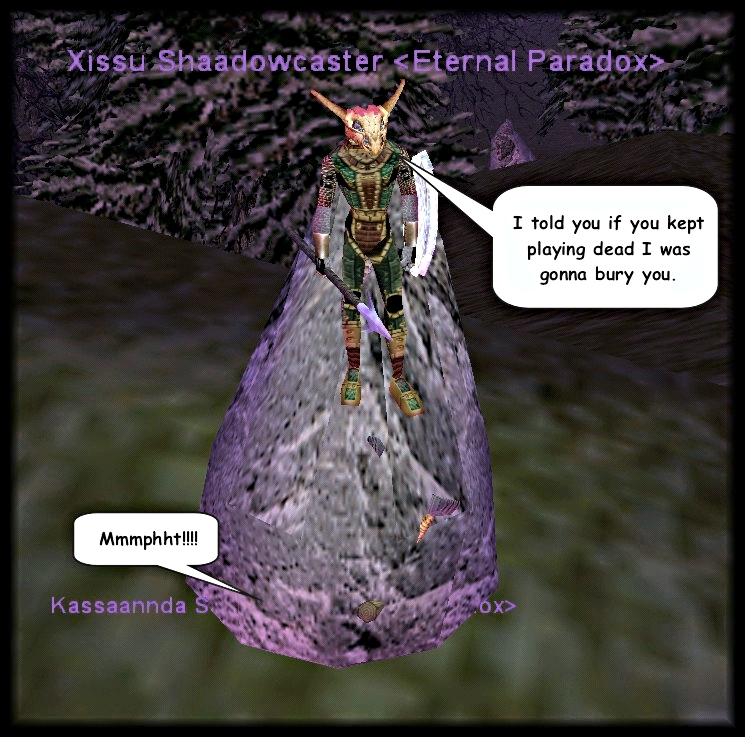 Xissu Shaadowcaster <Eternal Paradox>
I told you if you kept
playing dead I was
gonna bury you.
Mmmphht!!!!
Kassaannda S ox>